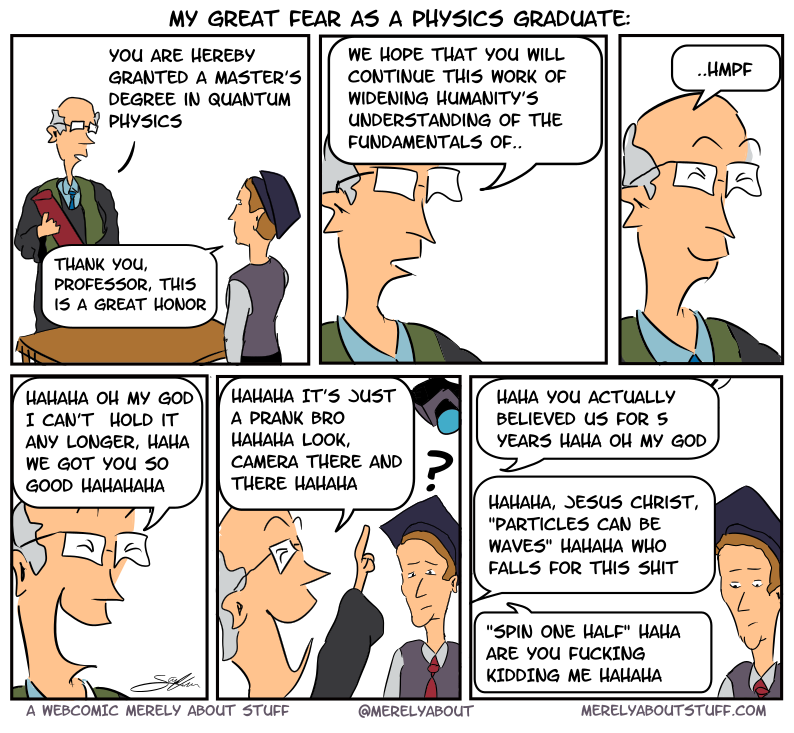 MY GREAT FEAR AS A PHYSICS GRADUATE:
YOU ARE HEREBY
GRANTED A MASTER'S
DEGREE IN QUANTUM
PHYSICS
THANK YOU,
PROFESSOR, THIS
IS A GREAT HONOR
WE HOPE THAT YOU WILL
CONTINUE THIS WORK OF
WIDENING HUMANITY'S
UNDERSTANDING OF THE
FUNDAMENTALS OF..
..HMPF
HAHAHA OH MY GOD
I CAN'T HOLD IT
ANY LONGER, HAHA
WE GOT YOU SO
GOOD HAHAHAHA
HAHAHA IT'S JUST
A PRANK BRO
HAHAHA LOOK,
CAMERA THERE AND
THERE HAHAHA
?
HAHA YOU ACTUALLY
BELIEVED US FOR 5
YEARS HAHA OH MY GOD
HAHAHA, JESUS CHRIST,
"PARTICLES CAN BE
WAVES" HAHAHA WHO
FALLS FOR THIS SHIT
"SPIN ONE HALF" HAHA
ARE YOU FUCKING
KIDDING ME HAHAHA
A WEBCOMIC MERELY ABOUT STUFF
@MERELYABOUT
MERELYABOUTSTUFF.COM